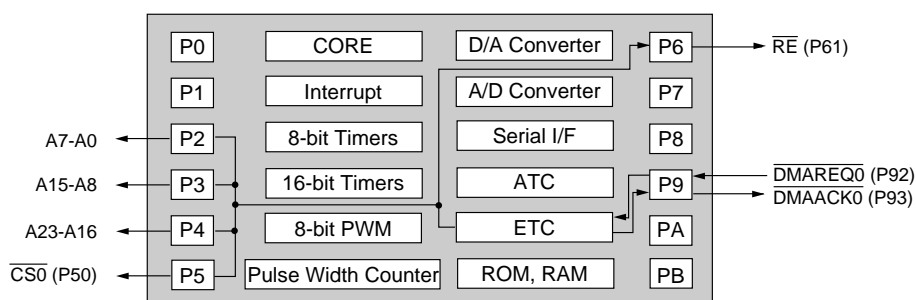 P0 CORE D/A Converter P6 RE (P61)
P1 Interrupt A/D Converter P7
A7-A0 P2 8-bit Timers Serial I/F P8
A15-A8 P3 16-bit Timers ATC P9 DMAREQ0 (P92)
DMAACK0 (P93)
A23-A16 P4 8-bit PWM ETC PA
CS0 (P50) P5 Pulse Width Counter ROM, RAM PB